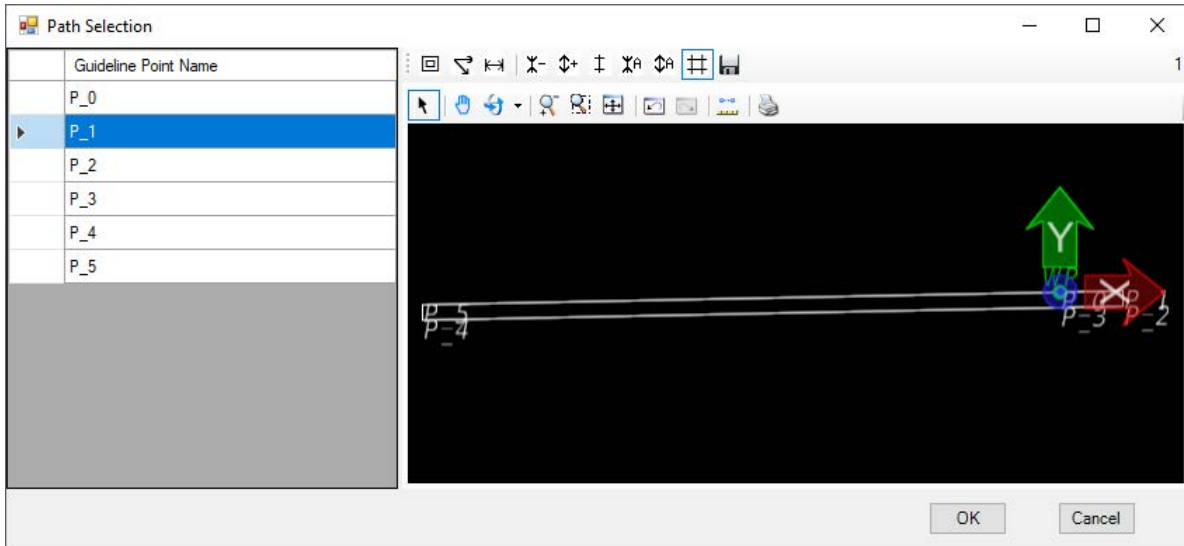 Path Selection
Guideline Point Name
P_0
P_1
P_2
P_3
P_4
P_5
1
Y
X
P_5
P_4
P_3
P_2
OK
Cancel